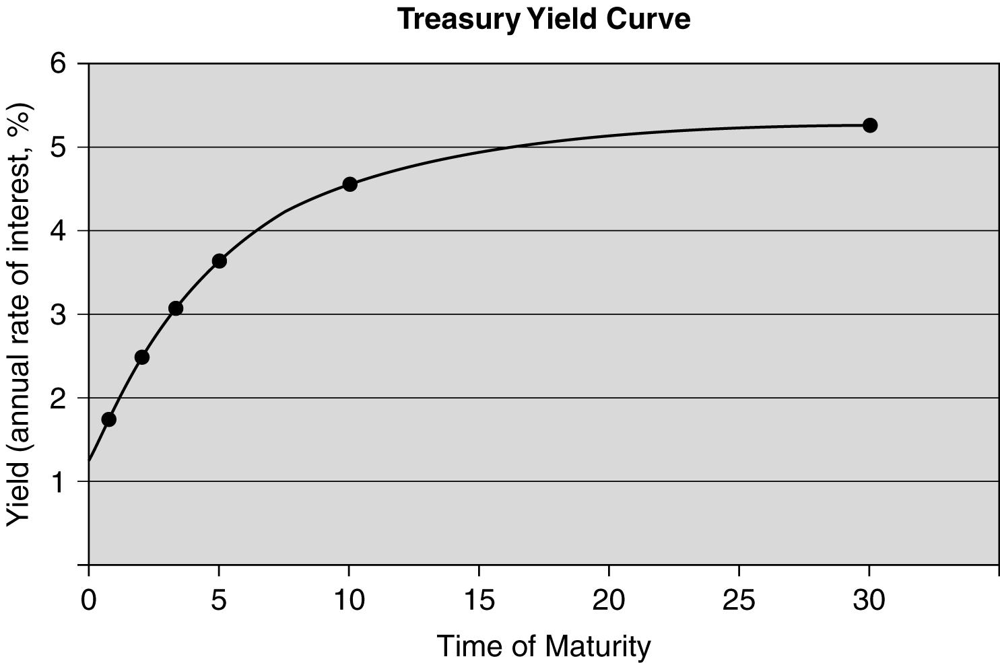 Treasury Yield Curve
Yield (annual rate of interest, %)
6
5
4
3
2
1
0 5 10 15 20 25 30
Time of Maturity